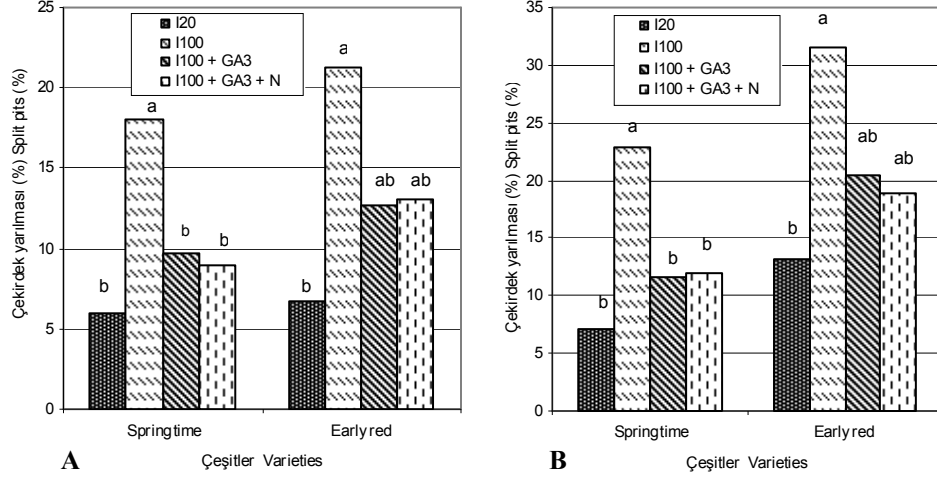 25
20
15
10
5
0
Çekirdek yarılması (%) Split pits (%)
I20
I100
I100 + GA3
I100 + GA3 + N
b
a
b
b
b
a
ab
ab
Springtime
Early red
A
Çeşitler Varieties
35
30
25
20
15
10
5
0
Çekirdek yarılması (%) Split pits (%)
I20
I100
I100 + GA3
I100 + GA3 + N
b
a
b
b
b
a
ab
ab
Springtime
Early red
B
Çeşitler Varieties